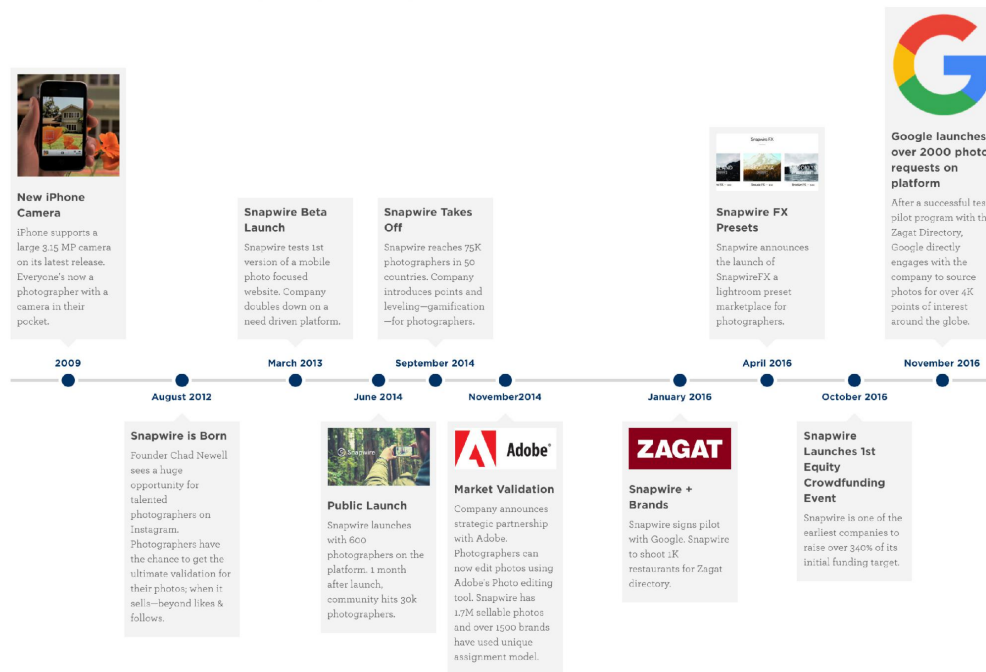 New iPhone
Camera
iPhone supports a
large 3.15 MP camera
on its latest release.
Everyone's now a
photographer with a
camera in their
pocket.
2009
August 2012
Snapwire is Born
Founder Chad Newell
sees a huge
opportunity for
talented
photographers on
Instagram.
Photographers have
the chance to get the
ultimate validation for
their photos; when it
sells—beyond likes &
follows.
Snapwire Beta
Launch
Snapwire tests 1st
version of a mobile
photo focused
website. Company
doubles down on a
need driven platform.
March 2013
June 2014
Snapwire
Public Launch
Snapwire launches
with 600
photographers on the
platform. 1 month
after launch,
community hits 30k
photographers.
Snapwire Takes
Off
Snapwire reaches 75K
photographers in 50
countries. Company
introduces points and
leveling—gamification
—for photographers.
September 2014
November2014
Adobe®
Market Validation
Company announces
strategic partnership
with Adobe.
Photographers can
now edit photos using
Adobe's Photo editing
tool. Snapwire has
1.7M sellable photos
and over 1500 brands
have used unique
assignment model.
January 2016
ZAGAT
Snapwire +
Brands
Snapwire signs pilot
with Google. Snapwire
to shoot 1K
restaurants for Zagat
directory.
Snapwire FX
Snapwire FX
Presets
Snapwire announces
the launch of
SnapwireFX a
lightroom preset
marketplace for
photographers.
April 2016
October 2016
Snapwire
Launches 1st
Equity
Crowdfunding
Event
Snapwire is one of the
earliest companies to
raise over 340% of its
initial funding target.
G
Google launches
over 2000 photo
requests on
platform
After a successful tes
pilot program with th
Zagat Directory,
Google directly
engages with the
company to source
photos for over 4K
points of interest
around the globe.
November 2016